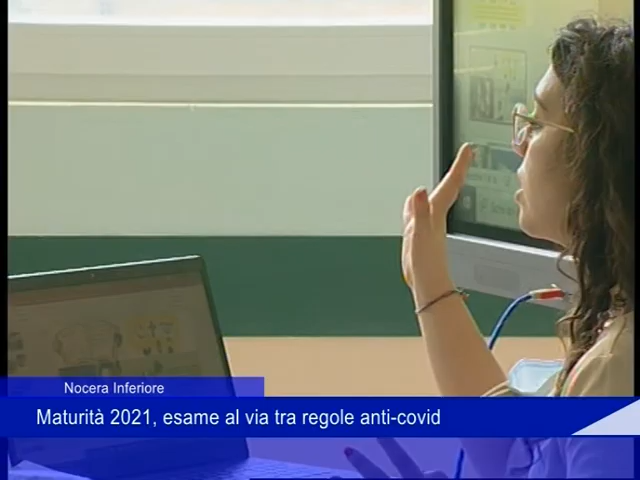 Nocera Inferiore
Maturità 2021, esame al via tra regole anti-covid